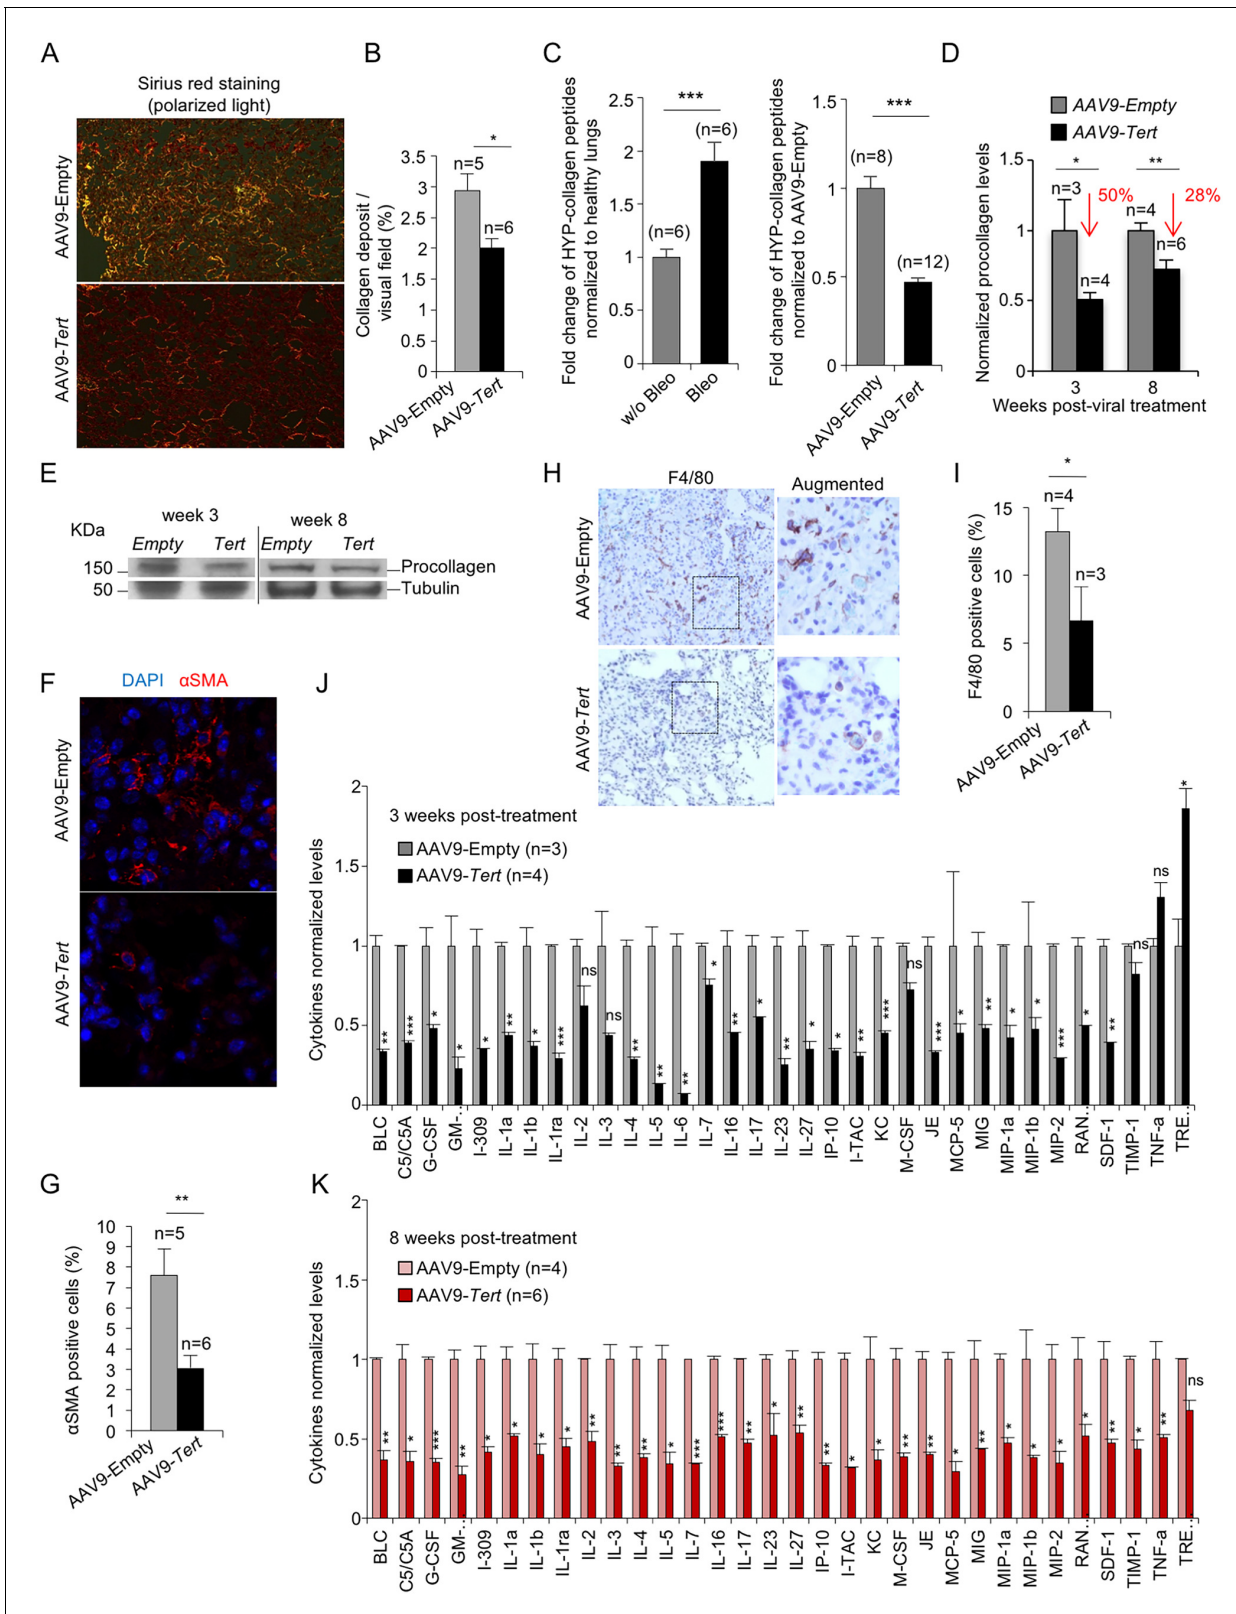 A
Sirius red staining
(polarized light)
AAV9-Empty
AAV9-Tert
B
Collagen deposit /
visual field (%)
3.5
3
2.5
2
1.5
1
0.5
0
*
n=5
n=6
AAV9-Empty
AAV9-Tert
C
Fold change of HYP-collagen peptides
normalized to healthy lungs
2.5
2
1.5
1
0.5
0
***
(n=6)
(n=6)
w/o Bleo
Bleo
Fold change of HYP-collagen peptides
normalized to AAV9-Empty
1.5
1
0.5
0
***
(n=8)
(n=12)
AAV9-Empty
AAV9-Tert
D
AAV9-Empty
AAV9-Tert
Normalized procollagen levels
1.5
1
0.5
0
*
**
50%
28%
n=3
n=4
n=4
n=6
3
8
Weeks post-viral treatment
E
week 3
week 8
KDa
Empty
Tert
Empty
Tert
150
Procollagen
50
Tubulin
F
DAPI
αSMA
AAV9-Empty
AAV9-Tert
G
αSMA positive cells (%)
10
9
8
7
6
5
4
3
2
1
0
**
n=5
n=6
AAV9-Empty
AAV9-Tert
H
F4/80
Augmented
AAV9-Empty
AAV9-Tert
I
F4/80 positive cells (%)
15
10
5
0
*
n=4
n=3
AAV9-Empty
AAV9-Tert
J
Cytokines normalized levels
2
1.5
1
0.5
0
3 weeks post-treatment
AAV9-Empty (n=3)
AAV9-Tert (n=4)
** *** * * * ** * *** ns ns ** ** ** * ** * ** * * ** *** ns *** * ** * * *** * ** ns ns *
BLC
C5/C5A
G-CSF
GM-..
I-309
IL-1a
IL-1b
IL-1ra
IL-2
IL-3
IL-4
IL-5
IL-6
IL-7
IL-16
IL-17
IL-23
IL-27
IP-10
I-TAC
KC
M-CSF
JE
MCP-5
MIG
MIP-1a
MIP-1b
MIP-2
RAN..
SDF-1
TIMP-1
TNF-a
TRE..
K
Cytokines normalized levels
2
1.5
1
0.5
0
8 weeks post-treatment
AAV9-Empty (n=4)
AAV9-Tert (n=6)
** * *** ** * * * * ** ** ** * *** *** ** * ** ** * * ** ** * ** * * * ** ** * ** ns
BLC
C5/C5A
G-CSF
GM-..
I-309
IL-1a
IL-1b
IL-1ra
IL-2
IL-3
IL-4
IL-5
IL-7
IL-16
IL-17
IL-23
IL-27
IP-10
I-TAC
KC
M-CSF
JE
MCP-5
MIG
MIP-1a
MIP-1b
MIP-2
RAN..
SDF-1
TIMP-1
TNF-a
TRE..